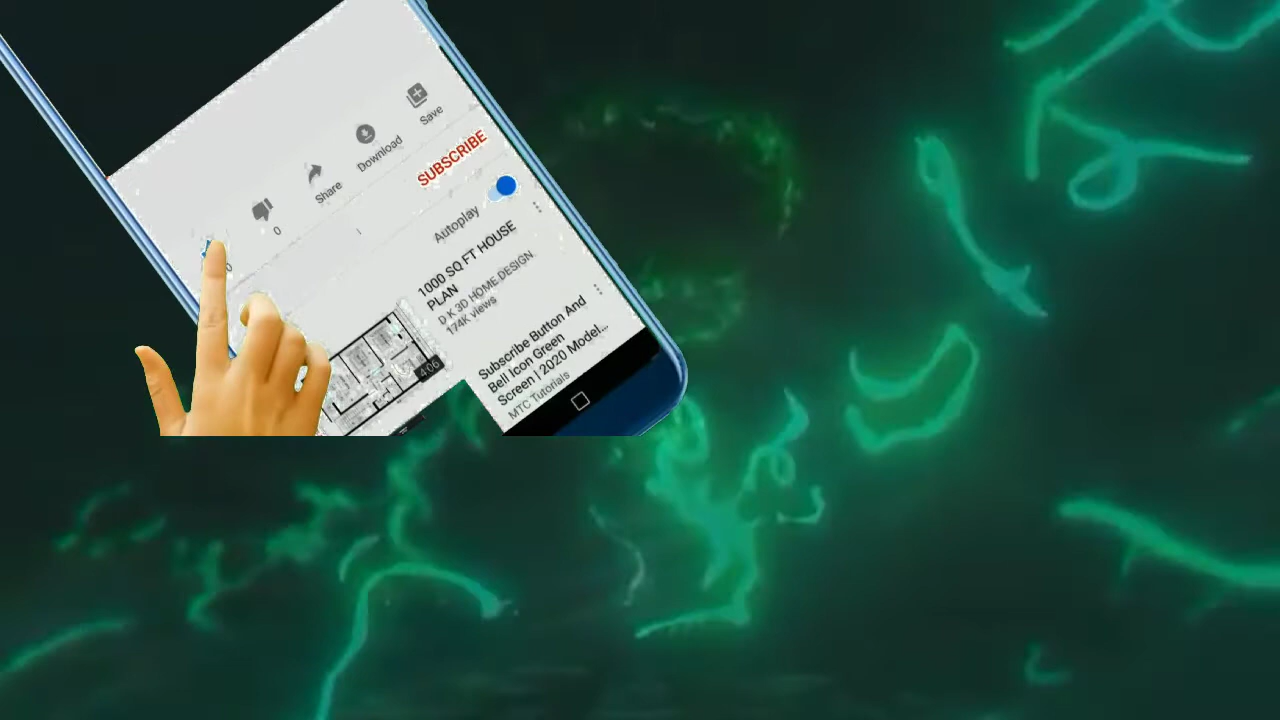 Save
Download
Share
0
0
SUBSCRIBE
Autoplay
1000 SQ FT HOUSE
PLAN
D K 3D HOME DESIGN
174K views
4:06
Subscribe Button And
Bell Icon Green
Screen | 2020 Model...
MTC Tutorials